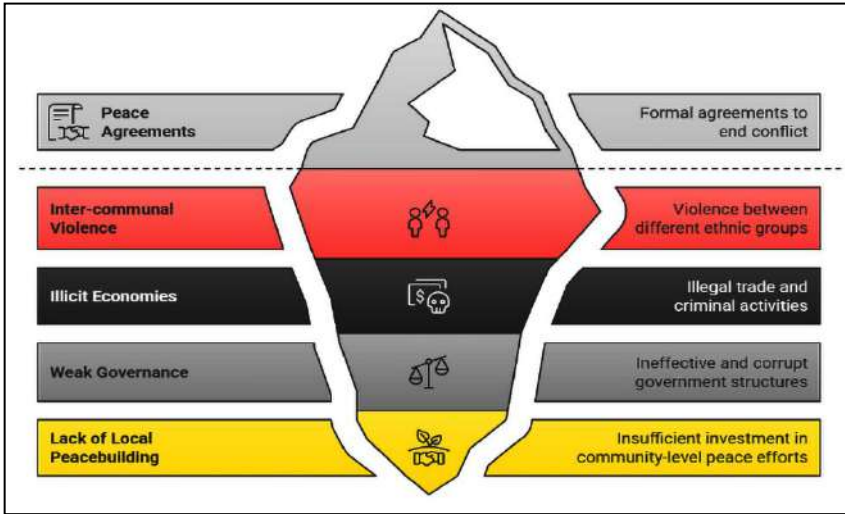 Peace
Agreements
Formal agreements to
end conflict
Inter-communal
Violence
Violence between
different ethnic groups
Illicit Economies
$
Illegal trade and
criminal activities
Weak Governance
Ineffective and corrupt
government structures
Lack of Local
Peacebuilding
Insufficient investment in
community-level peace efforts